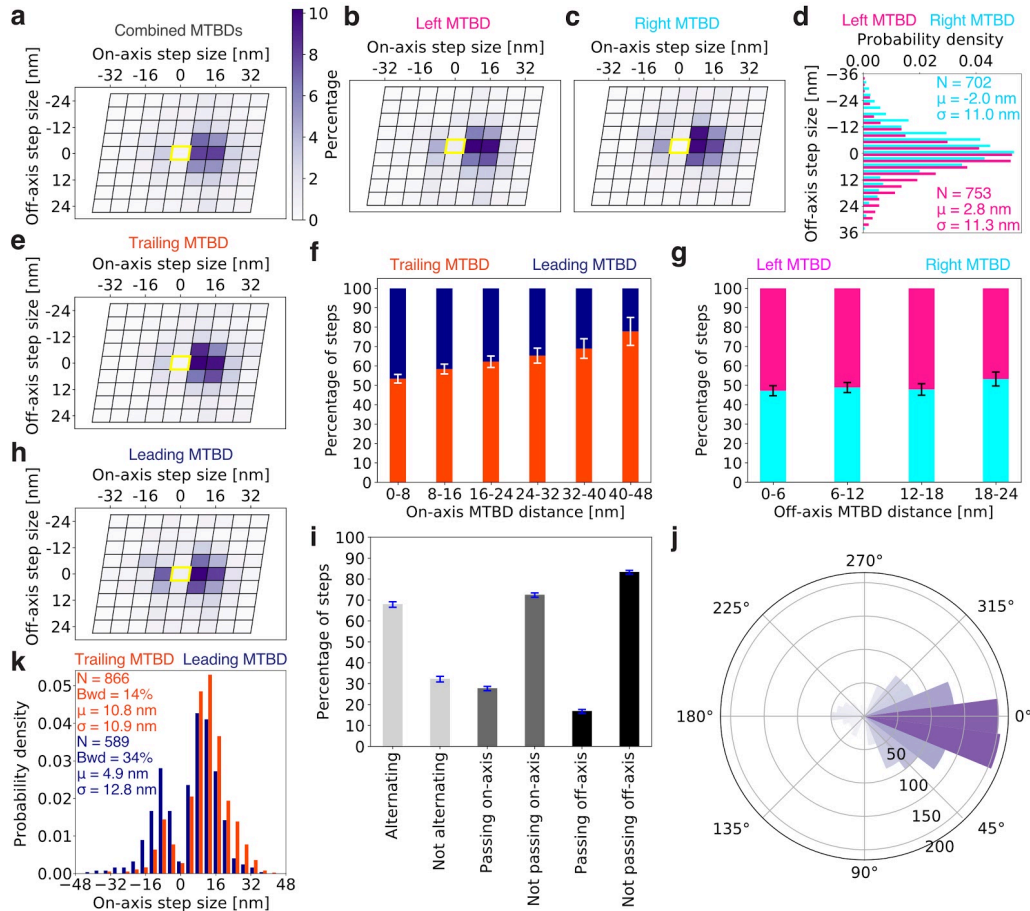 a
Combined MTBDs
On-axis step size [nm]
-32 -16 0 16 32
Off-axis step size [nm]
-24
-12
0
12
24
10
8
6
4
2
0
Percentage
b
Left MTBD
On-axis step size [nm]
-32 -16 0 16 32
c
Right MTBD
On-axis step size [nm]
-32 -16 0 16 32
d
Left MTBD Right MTBD
Probability density
0.00 0.02 0.04
Off-axis step size [nm]
−36
−24
−12
0
12
24
36
N = 702
μ = -2.0 nm
σ = 11.0 nm
N = 753
μ = 2.8 nm
σ = 11.3 nm
e
Trailing MTBD
On-axis step size [nm]
-32 -16 0 16 32
Off-axis step size [nm]
-24
-12
0
12
24
f
Trailing MTBD Leading MTBD
Percentage of steps
100
90
80
70
60
50
40
30
20
10
0
0-8 8-16 16-24 24-32 32-40 40-48
On-axis MTBD distance [nm]
g
Left MTBD Right MTBD
Percentage of steps
100
90
80
70
60
50
40
30
20
10
0
0-6 6-12 12-18 18-24
Off-axis MTBD distance [nm]
h
Leading MTBD
On-axis step size [nm]
-32 -16 0 16 32
Off-axis step size [nm]
-24
-12
0
12
24
i
Percentage of steps
100
90
80
70
60
50
40
30
20
10
0
Alternating
Not alternating
Passing on-axis
Not passing on-axis
Passing off-axis
Not passing off-axis
j
270°
225° 315°
180° 0°
50
100
150
200
135° 45°
90°
k
Trailing MTBD Leading MTBD
N = 866
Bwd = 14%
μ = 10.8 nm
σ = 10.9 nm
N = 589
Bwd = 34%
μ = 4.9 nm
σ = 12.8 nm
Probability density
0.05
0.04
0.03
0.02
0.01
0.00
−48 −32 −16 0 16 32 48
On-axis step size [nm]